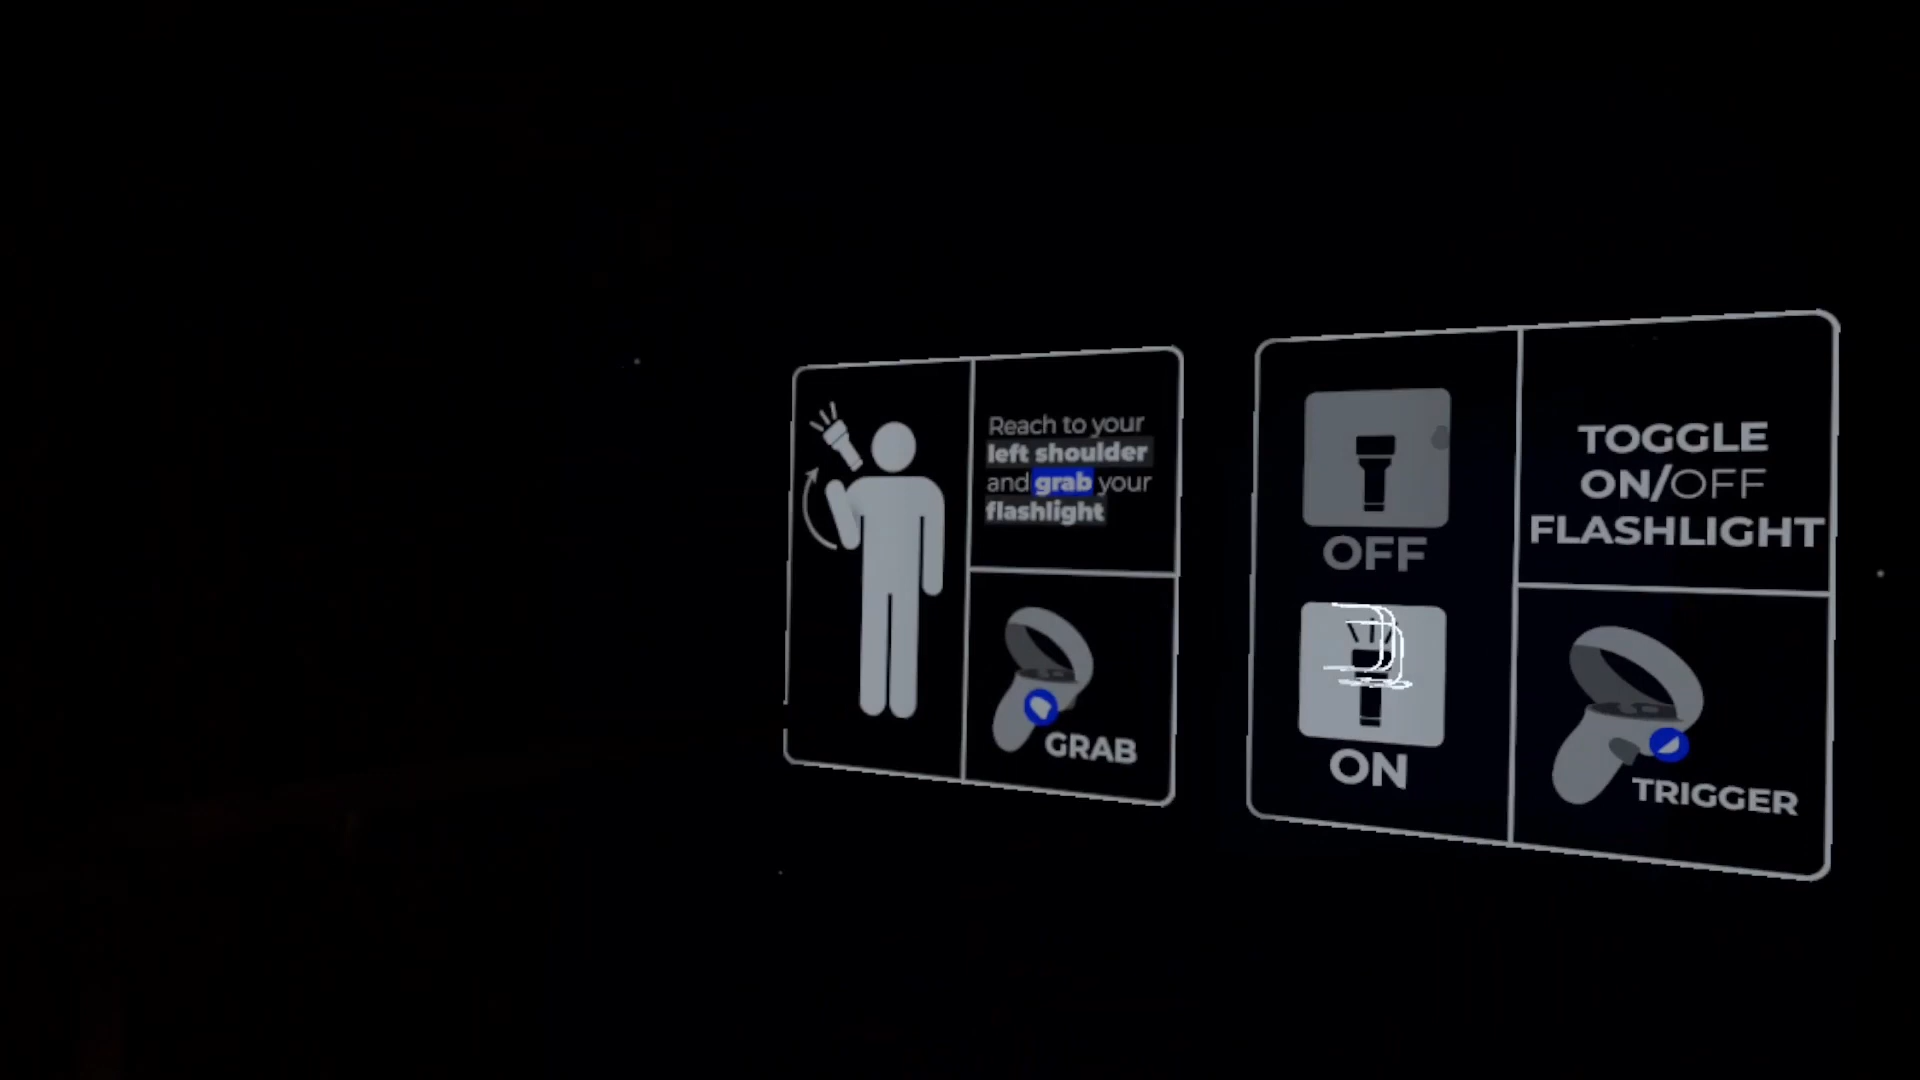 Reach to your
left shoulder
and grab your
flashlight
GRAB
OFF
ON
TOGGLE
ON/OFF
FLASHLIGHT
TRIGGER